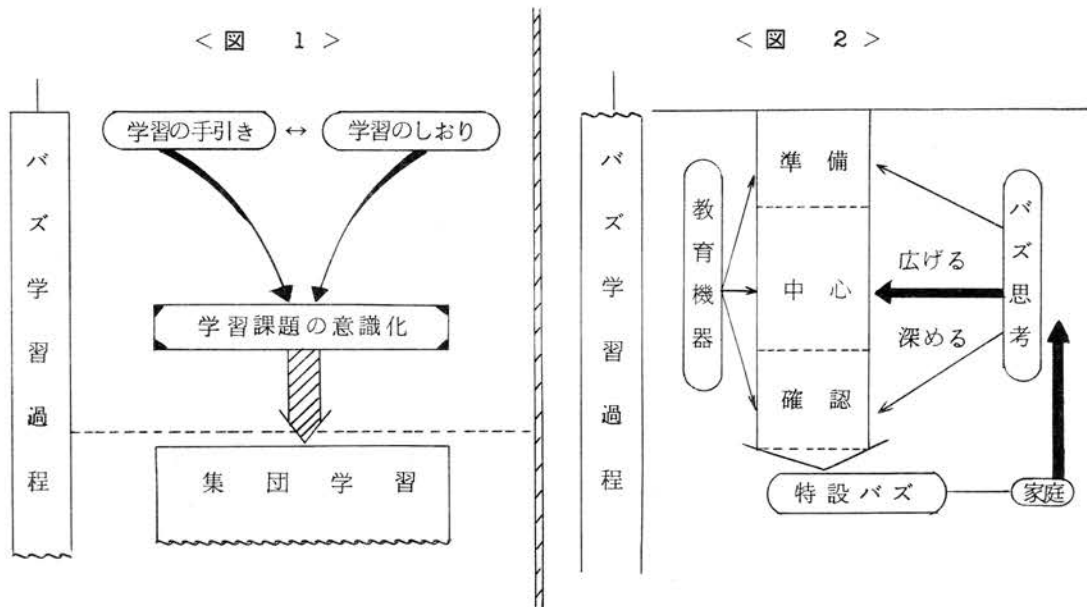 <図 1>
バズ学習過程
学習の手引き ↔ 学習のしおり
学習課題の意識化
集団学習
<図 2>
バズ学習過程
教育機器
準備
中心
確認
広げる
深める
バズ思考
特設バズ
家庭